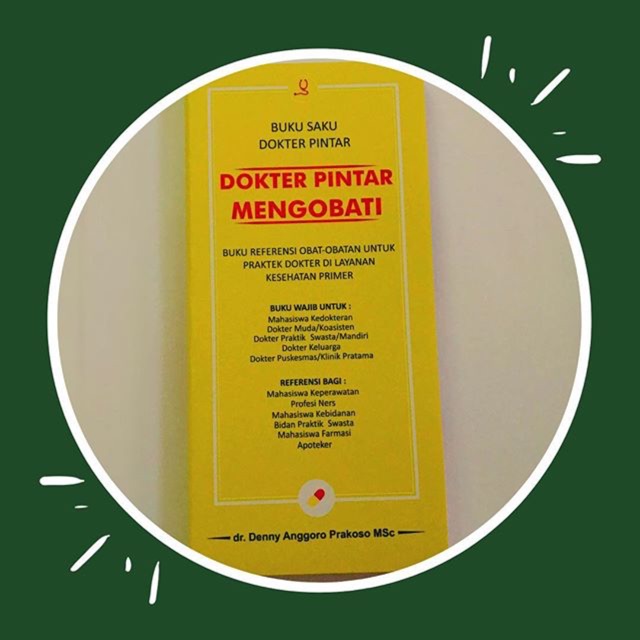 BUKU SAKU
DOKTER PINTAR
DOKTER PINTAR
MENGOBATI
BUKU REFERENSI OBAT-OBATAN UNTUK
PRAKTEK DOKTER DI LAYANAN
KESEHATAN PRIMER
BUKU WAJIB UNTUK :
Mahasiswa Kedokteran
Dokter Muda/Koasisten
Dokter Praktik Swasta/Mandiri
Dokter Keluarga
Dokter Puskesmas/Klinik Pratama
REFERENSI BAGI :
Mahasiswa Keperawatan
Profesi Ners
Mahasiswa Kebidanan
Bidan Praktik Swasta
Mahasiswa Farmasi
Apoteker
dr. Denny Anggoro Prakoso MSc